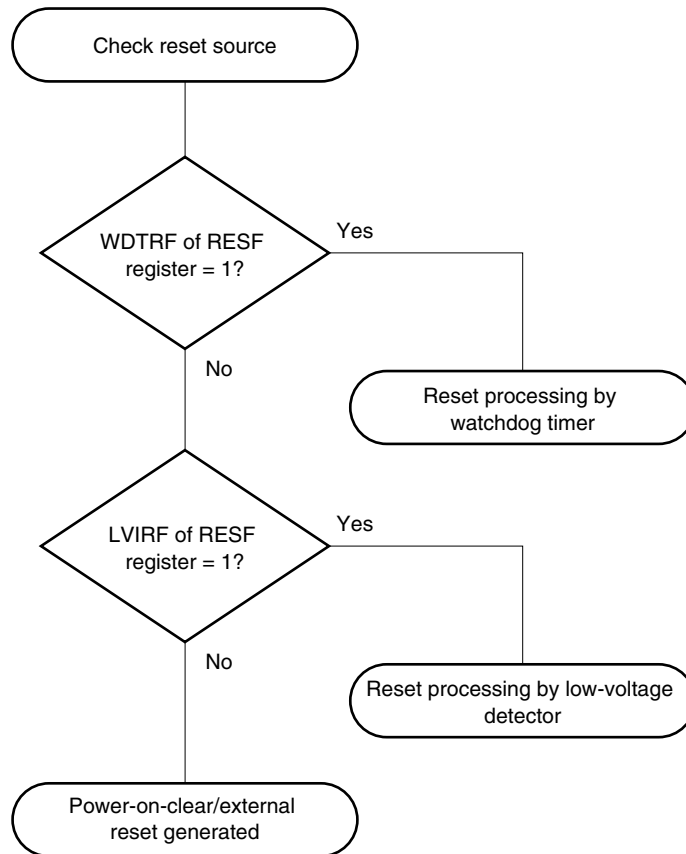 Check reset source
WDTRF of RESF
register = 1?
Yes
No
Reset processing by
watchdog timer
LVIRF of RESF
register = 1?
Yes
No
Reset processing by low-voltage
detector
Power-on-clear/external
reset generated